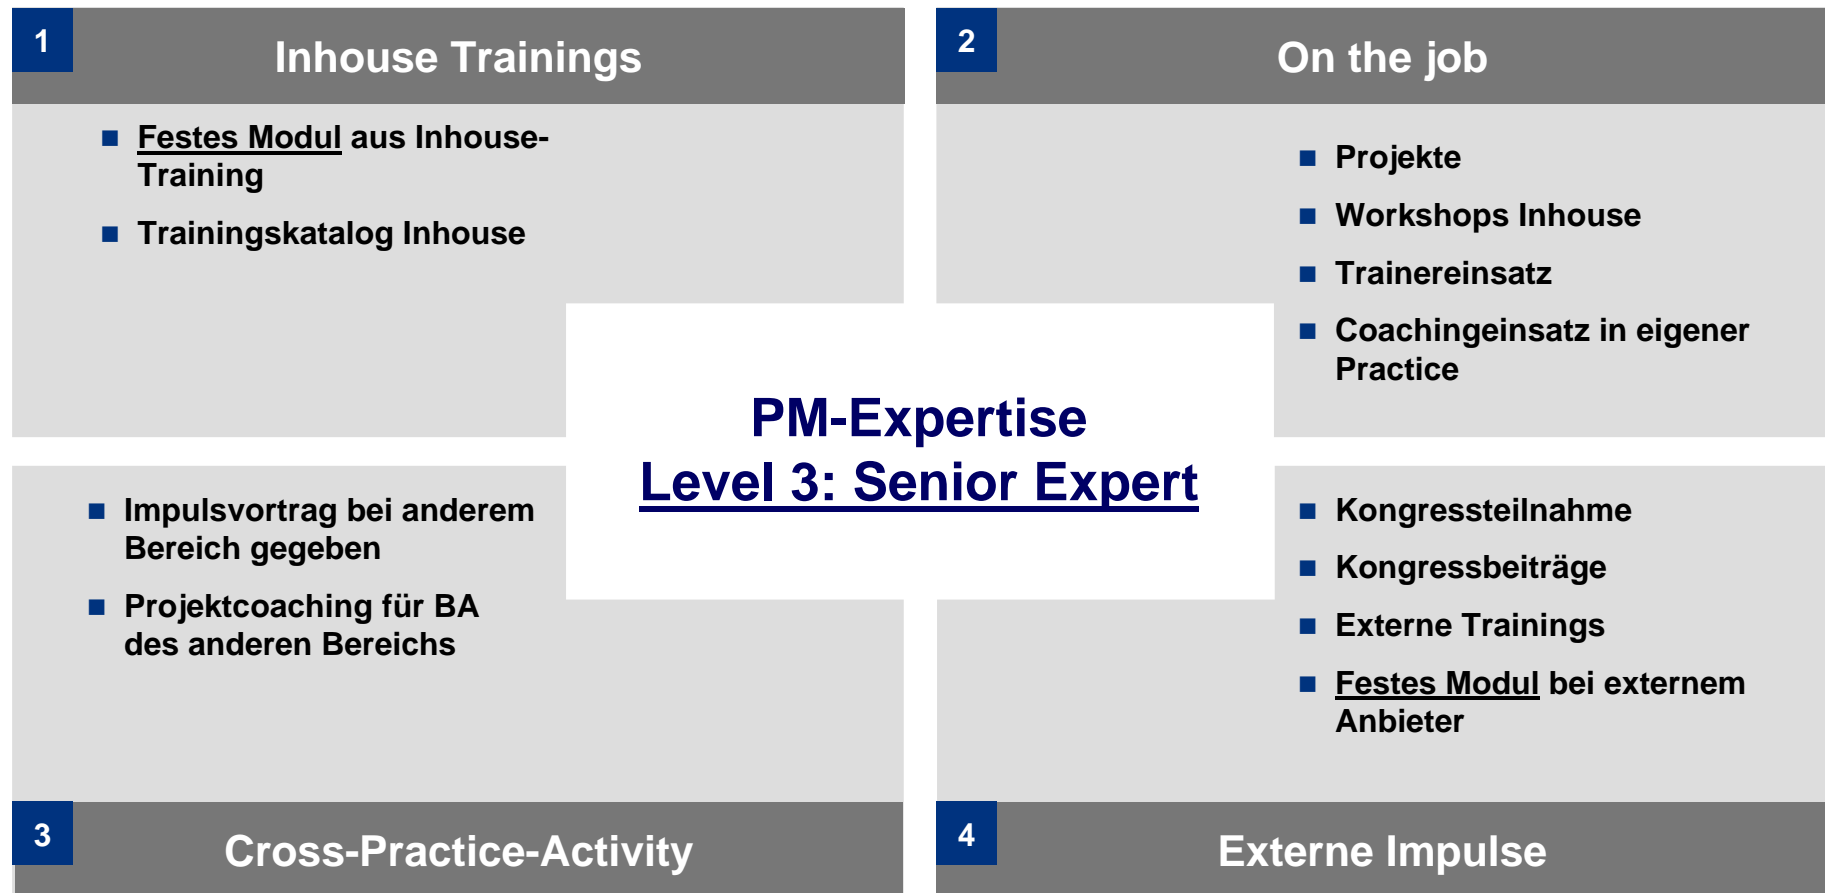 1
Inhouse Trainings
Festes Modul aus Inhouse-
Training
Trainingskatalog Inhouse
2
On the job
Projekte
Workshops Inhouse
Trainereinsatz
Coachingeinsatz in eigener
Practice
PM-Expertise
Level 3: Senior Expert
Impulsvortrag bei anderem
Bereich gegeben
Projektcoaching für BA
des anderen Bereichs
3
Cross-Practice-Activity
Kongressteilnahme
Kongressbeiträge
Externe Trainings
Festes Modul bei externem
Anbieter
4
Externe Impulse